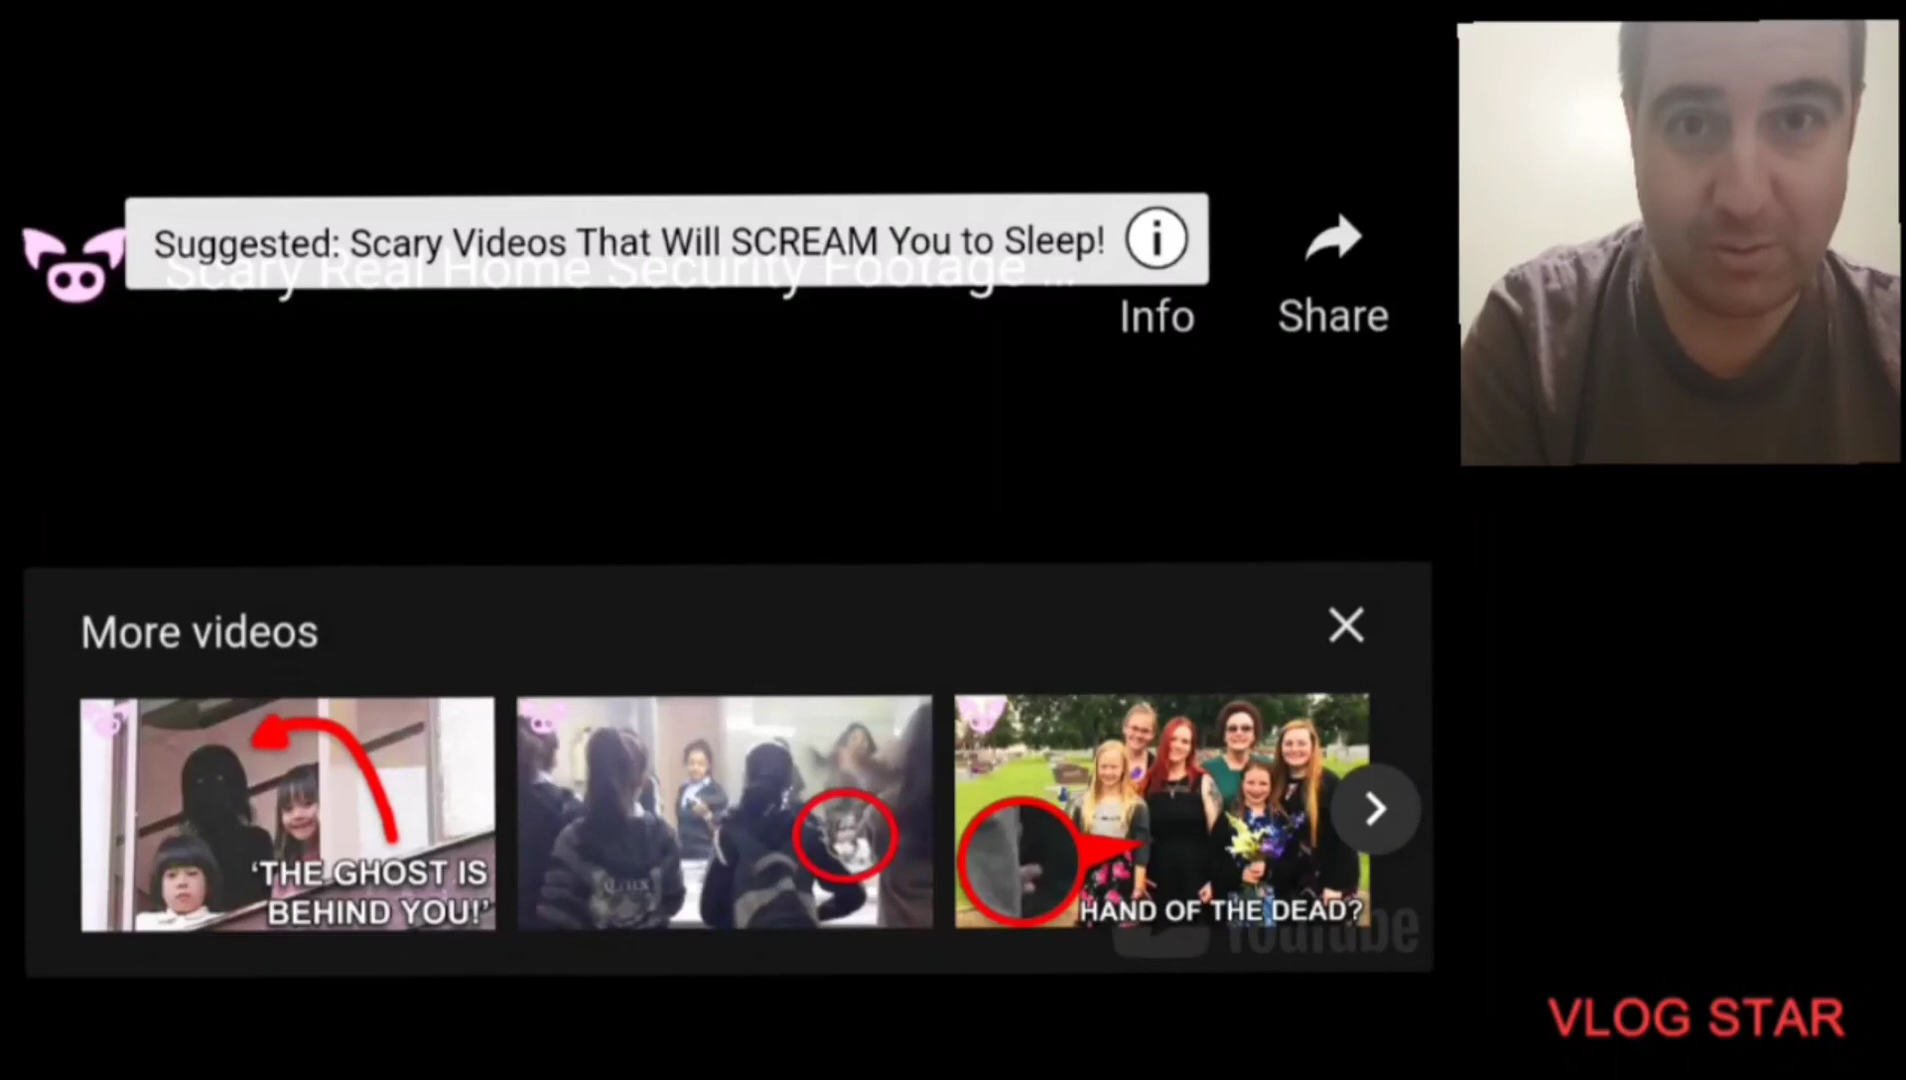 Suggested: Scary Videos That Will SCREAM You to Sleep!
Scary Real Home Security Footage ...
Info
Share
More videos
‘THE GHOST IS
BEHIND YOU!’
HAND OF THE DEAD?
YouTube
VLOG STAR